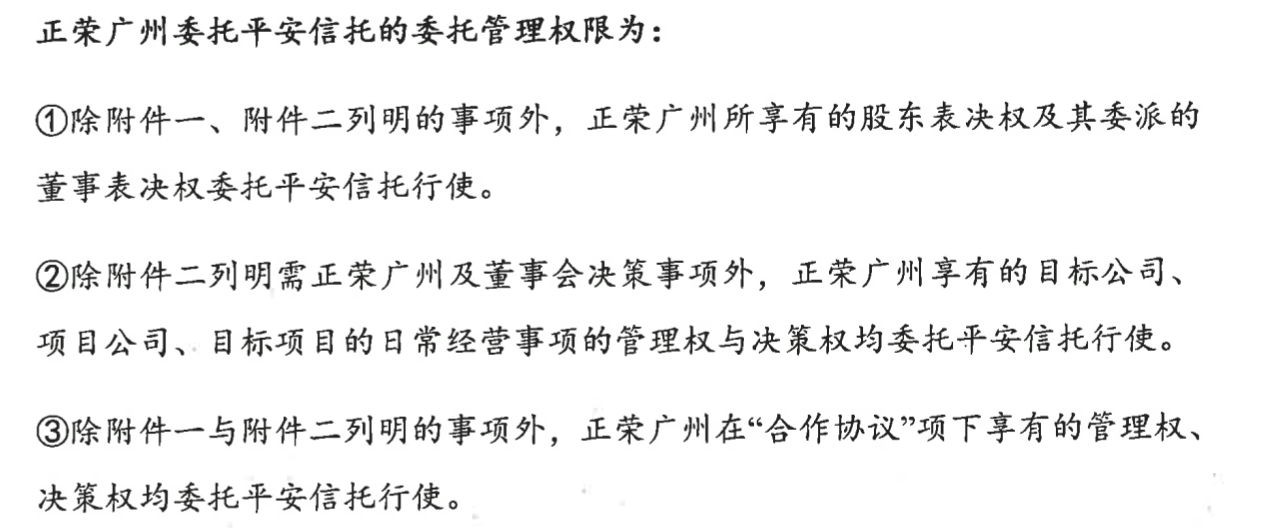 正荣广州委托平安信托的委托管理权限为：
①除附件一、附件二列明的事项外，正荣广州所享有的股东表决权及其委派的
董事表决权委托平安信托行使。
②除附件二列明需正荣广州及董事会决策事项外，正荣广州享有的目标公司、
项目公司、目标项目的日常经营事项的管理权与决策权均委托平安信托行使。
③除附件一与附件二列明的事项外，正荣广州在“合作协议”项下享有的管理权、
决策权均委托平安信托行使。